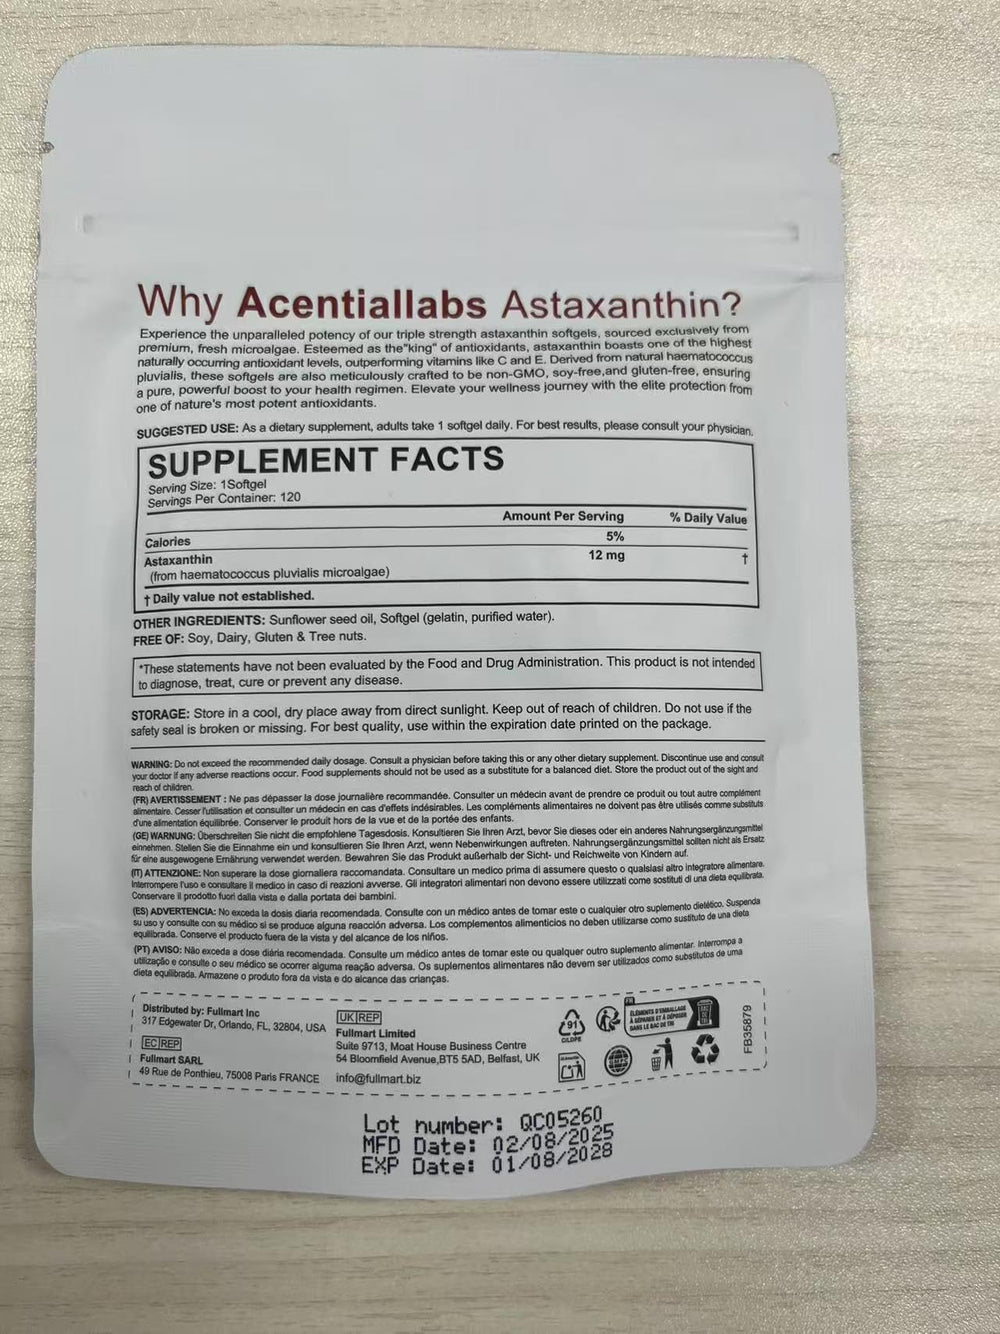 Why Acentiallabs Astaxanthin?
Experience the unparalleled potency of our triple strength astaxanthin softgels, sourced exclusively from
premium, fresh microalgae. Esteemed as the"king" of antioxidants, astaxanthin boasts one of the highest
naturally occurring antioxidant levels, outperforming vitamins like C and E. Derived from natural haematococcus
pluvialis, these softgels are also meticulously crafted to be non-GMO, soy-free,and gluten-free, ensuring
a pure, powerful boost to your health regimen. Elevate your wellness journey with the elite protection from
one of nature's most potent antioxidants.
SUGGESTED USE: As a dietary supplement, adults take 1 softgel daily. For best results, please consult your physician.
SUPPLEMENT FACTS
Serving Size: 1Softgel
Servings Per Container: 120
Amount Per Serving % Daily Value
Calories 5%
Astaxanthin 12 mg †
(from haematococcus pluvialis microalgae)
† Daily value not established.
OTHER INGREDIENTS: Sunflower seed oil, Softgel (gelatin, purified water).
FREE OF: Soy, Dairy, Gluten & Tree nuts.
*These statements have not been evaluated by the Food and Drug Administration. This product is not intended
to diagnose, treat, cure or prevent any disease.
STORAGE: Store in a cool, dry place away from direct sunlight. Keep out of reach of children. Do not use if the
safety seal is broken or missing. For best quality, use within the expiration date printed on the package.
WARNING: Do not exceed the recommended daily dosage. Consult a physician before taking this or any other dietary supplement. Discontinue use and consult
your doctor if any adverse reactions occur. Food supplements should not be used as a substitute for a balanced diet. Store the product out of the sight and
reach of children.
(FR) AVERTISSEMENT : Ne pas dépasser la dose journalière recommandée. Consulter un médecin avant de prendre ce produit ou tout autre complément
alimentaire. Cesser l'utilisation et consulter un médecin en cas d'effets indésirables. Les compléments alimentaires ne doivent pas être utilisés comme substituts
d'une alimentation équilibrée. Conserver le produit hors de la vue et de la portée des enfants.
(GE) WARNUNG: Überschreiten Sie nicht die empfohlene Tagesdosis. Konsultieren Sie Ihren Arzt, bevor Sie dieses oder ein anderes Nahrungsergänzungsmittel
einnehmen. Stellen Sie die Einnahme ein und konsultieren Sie Ihren Arzt, wenn Nebenwirkungen auftreten. Nahrungsergänzungsmittel sollten nicht als Ersatz
für eine ausgewogene Ernährung verwendet werden. Bewahren Sie das Produkt außerhalb der Sicht- und Reichweite von Kindern auf.
(IT) ATTENZIONE: Non superare la dose giornaliera raccomandata. Consultare un medico prima di assumere questo o qualsiasi altro integratore alimentare.
Interrompere l'uso e consultare il medico in caso di reazioni avverse. Gli integratori alimentari non devono essere utilizzati come sostituti di una dieta equilibrata.
Conservare il prodotto fuori dalla vista e dalla portata dei bambini.
(ES) ADVERTENCIA: No exceda la dosis diaria recomendada. Consulte con un médico antes de tomar este o cualquier otro suplemento dietético. Suspenda
su uso y consulte con su médico si se produce alguna reacción adversa. Los complementos alimenticios no deben utilizarse como sustituto de una dieta
equilibrada. Conserve el producto fuera de la vista y del alcance de los niños.
(PT) AVISO: Não exceda a dose diária recomendada. Consulte um médico antes de tomar este ou qualquer outro suplemento alimentar. Interrompa a
utilização e consulte o seu médico se ocorrer alguma reação adversa. Os suplementos alimentares não devem ser utilizados como substitutos de uma
dieta equilibrada. Armazene o produto fora da vista e do alcance das crianças.
Distributed by: Fullmart Inc
317 Edgewater Dr, Orlando, FL, 32804, USA
EC REP
Fullmart SARL
49 Rue de Ponthieu, 75008 Paris FRANCE
UK REP
Fullmart Limited
Suite 9713, Moat House Business Centre
54 Bloomfield Avenue,BT5 5AD, Belfast, UK
info@fullmart.biz
91
C/LDPE
FR
ÉLÉMENTS D'EMBALLAGE
À SÉPARER ET À DÉPOSER
DANS LE BAC DE TRI
BAC
DE
TRI
FB35879
Lot number: QC05260
MFD Date: 02/08/2025
EXP Date: 01/08/2028